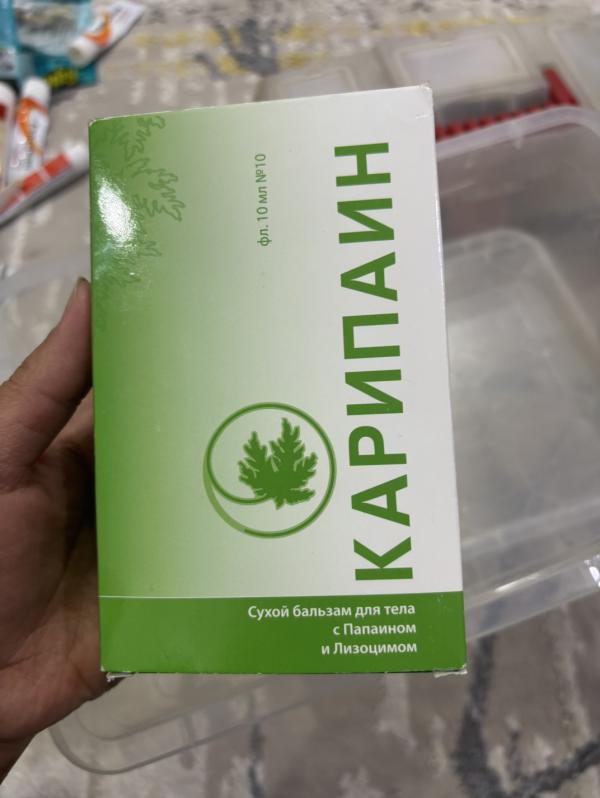 КАРИПАИН
фл. 10 мл №10
Сухой бальзам для тела
с Папаином
и Лизоцимом